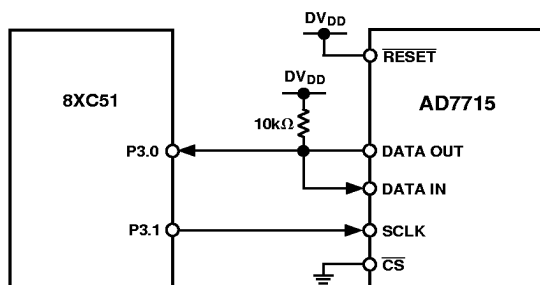 DVDD
RESET
DVDD
8XC51
AD7715
10kΩ
P3.0
DATA OUT
DATA IN
P3.1
SCLK
CS